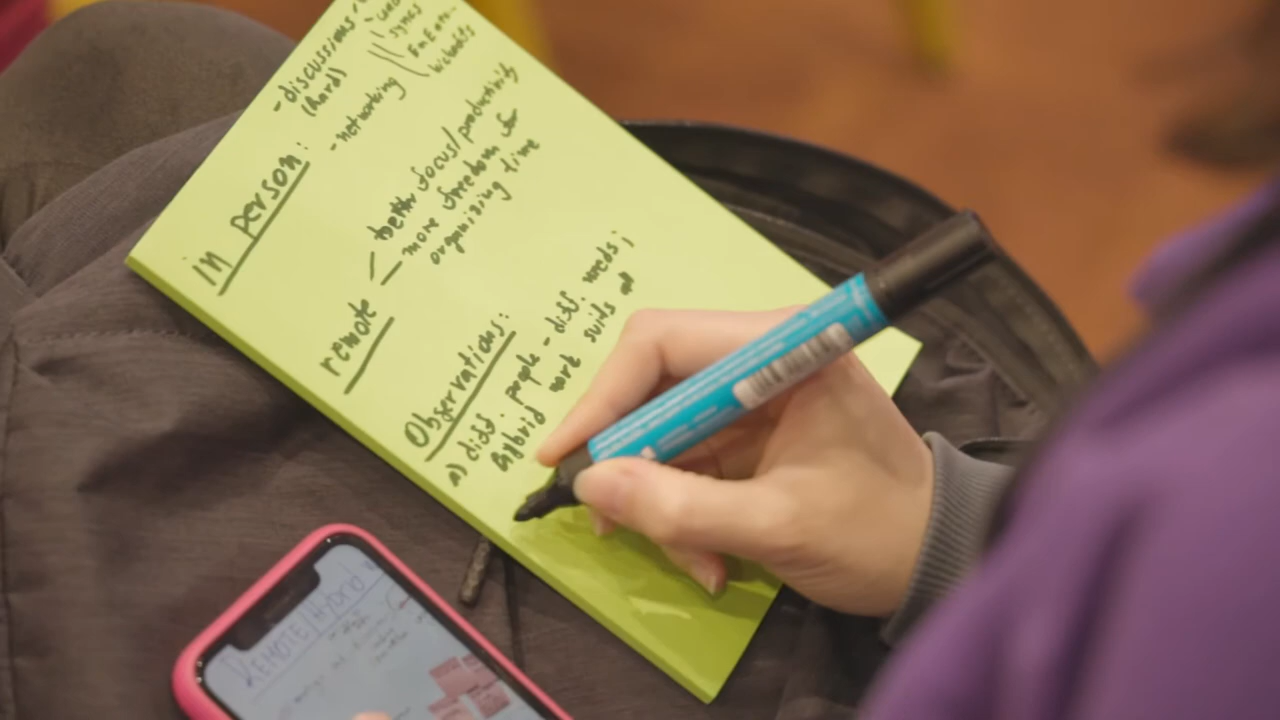 in person:
- discussions
(hard)
- networking
syncs
remote
- better focus/productivity
- more freedom for
organizing time
Observations:
a) diff. people - diff. needs;
hybrid work suits
REMOTE/HYBRID